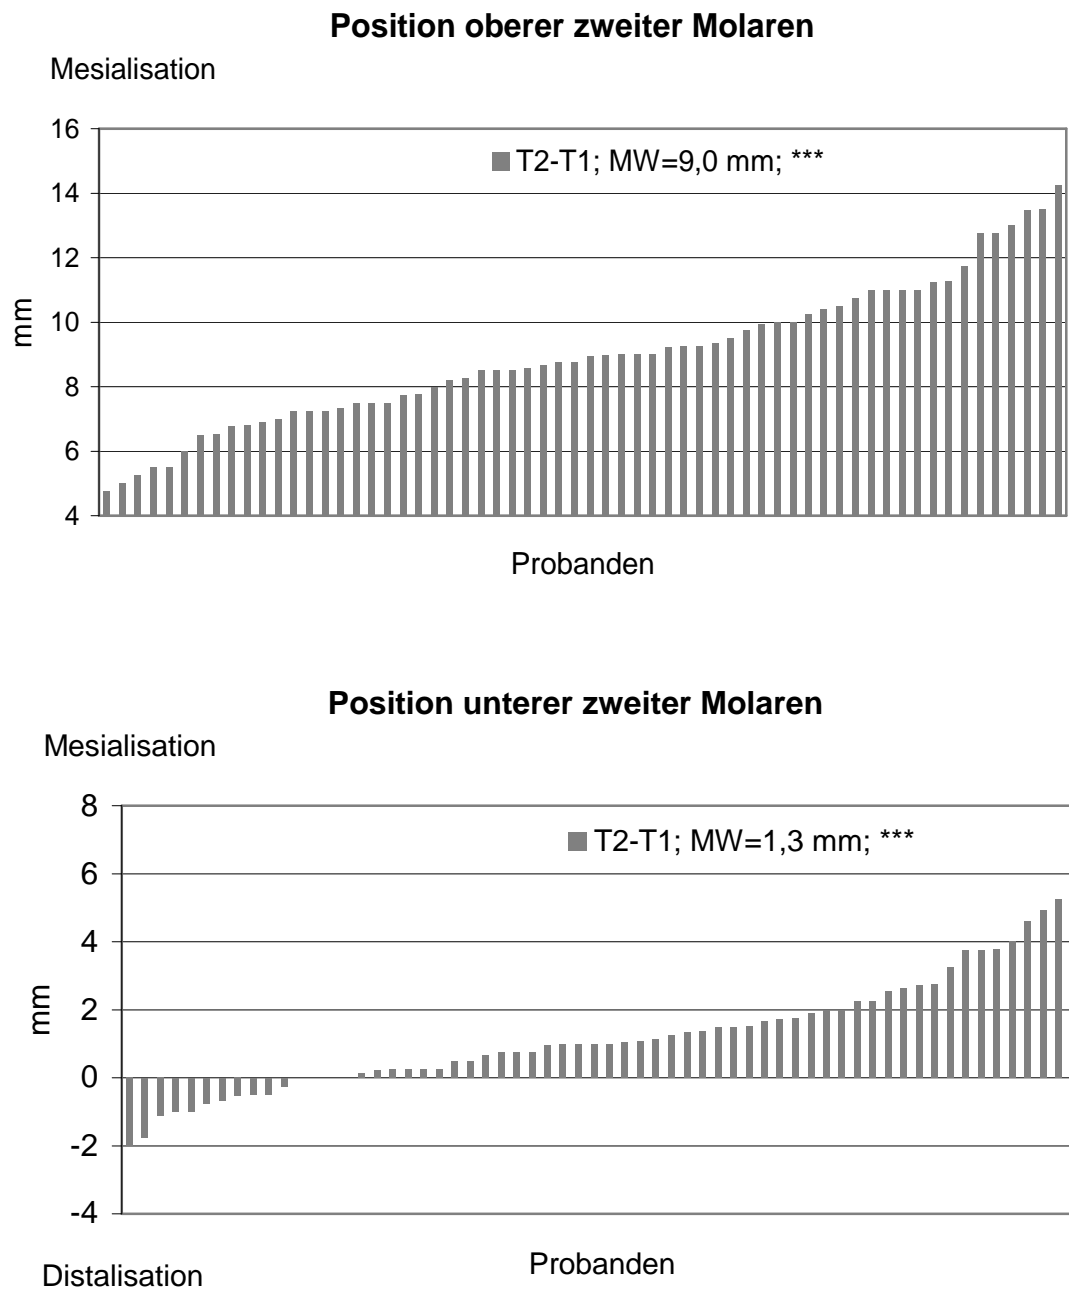 Position oberer zweiter Molaren
Mesialisation
16
T2-T1; MW=9,0 mm; ***
14
12
10
mm
8
6
4
Probanden
Position unterer zweiter Molaren
Mesialisation
8
T2-T1; MW=1,3 mm; ***
6
4
2
mm
0
-2
-4
Probanden
Distalisation